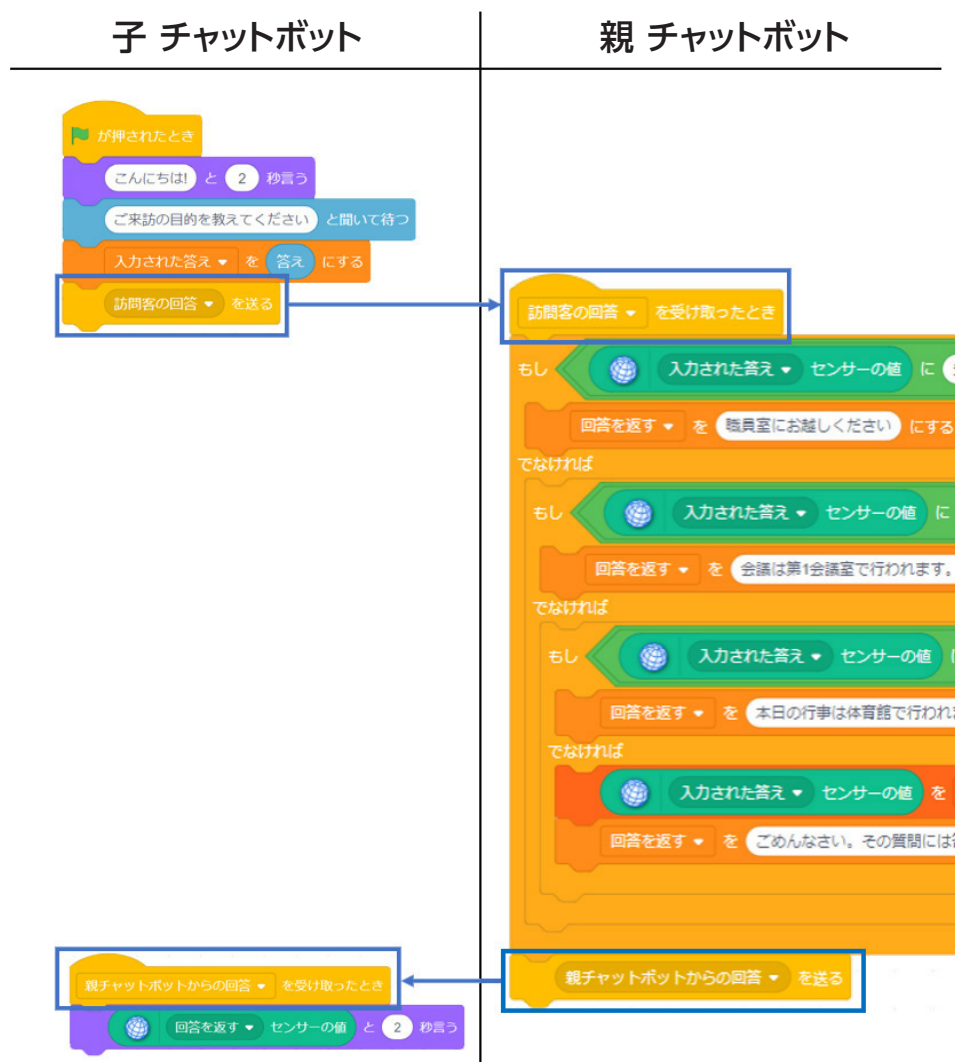 子 チャットボット
親 チャットボット
が押されたとき
こんにちは! と 2 秒言う
ご来訪の目的を教えてください と聞いて待つ
入力された答え を 答え にする
訪問客の回答 を送る
訪問客の回答 を受け取ったとき
もし 入力された答え センサーの値 に
回答を返す を 職員室にお越しください にする
でなければ
もし 入力された答え センサーの値 に
回答を返す を 会議は第1会議室で行われます。
でなければ
もし 入力された答え センサーの値
回答を返す を 本日の行事は体育館で行われ
でなければ
入力された答え センサーの値 を
回答を返す を ごめんなさい。その質問には
親チャットボットからの回答 を送る
親チャットボットからの回答 を受け取ったとき
回答を返す センサーの値 と 2 秒言う